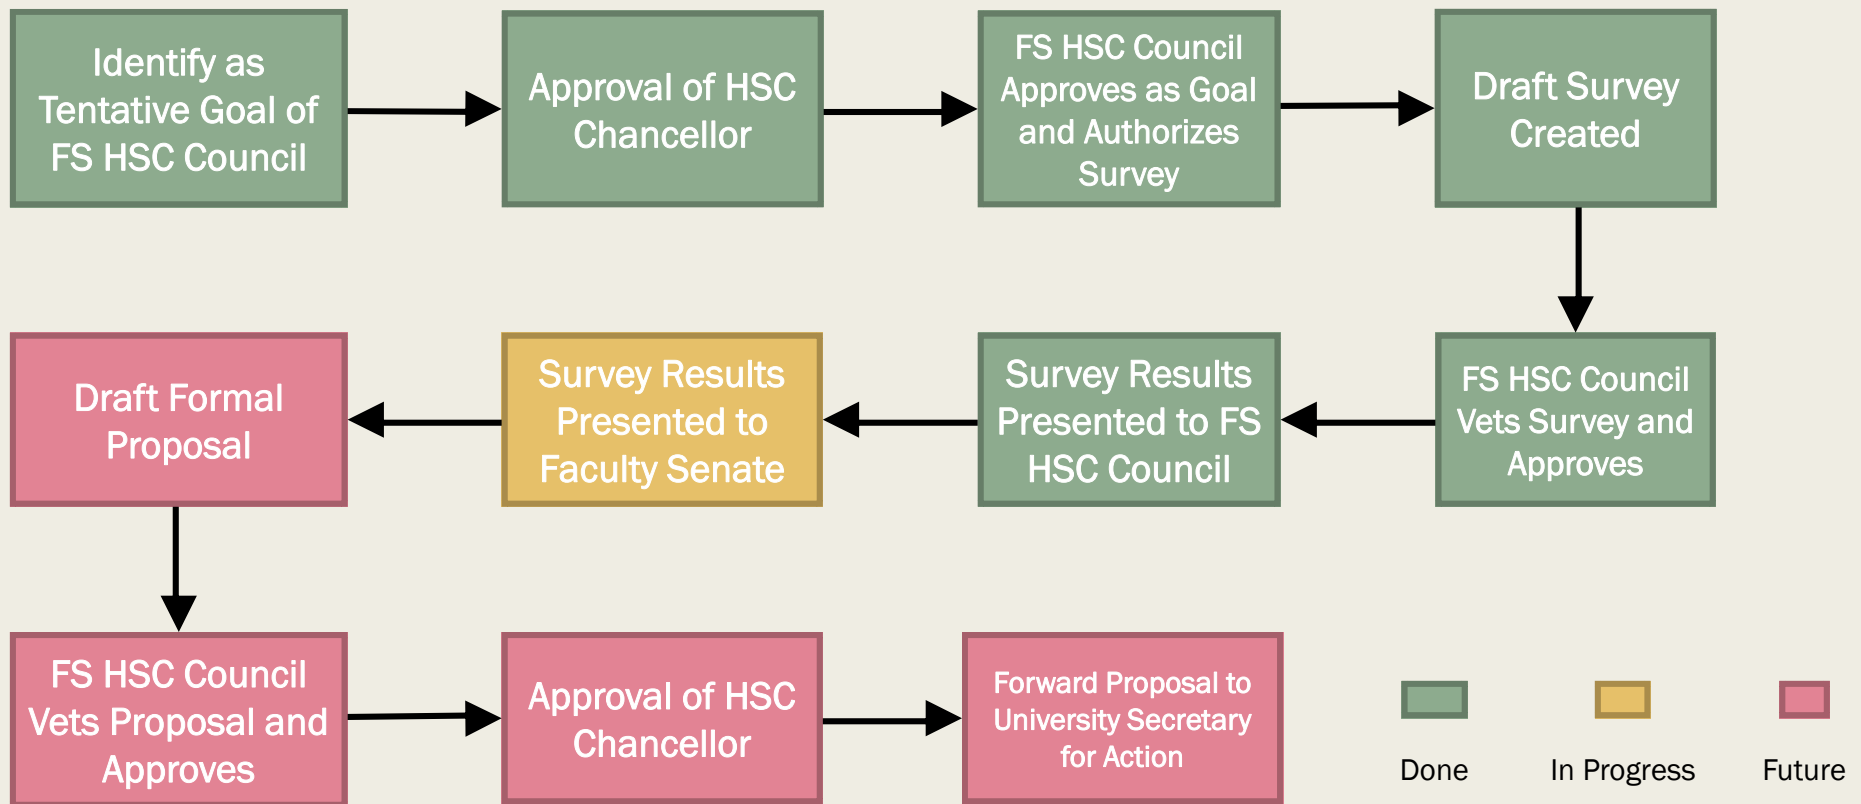 Identify as
Tentative Goal of
FS HSC Council
Approval of HSC
Chancellor
FS HSC Council
Approves as Goal
and Authorizes
Survey
Draft Survey
Created
FS HSC Council
Vets Survey and
Approves
Survey Results
Presented to FS
HSC Council
Survey Results
Presented to
Faculty Senate
Draft Formal
Proposal
FS HSC Council
Vets Proposal and
Approves
Approval of HSC
Chancellor
Forward Proposal to
University Secretary
for Action
Done
In Progress
Future